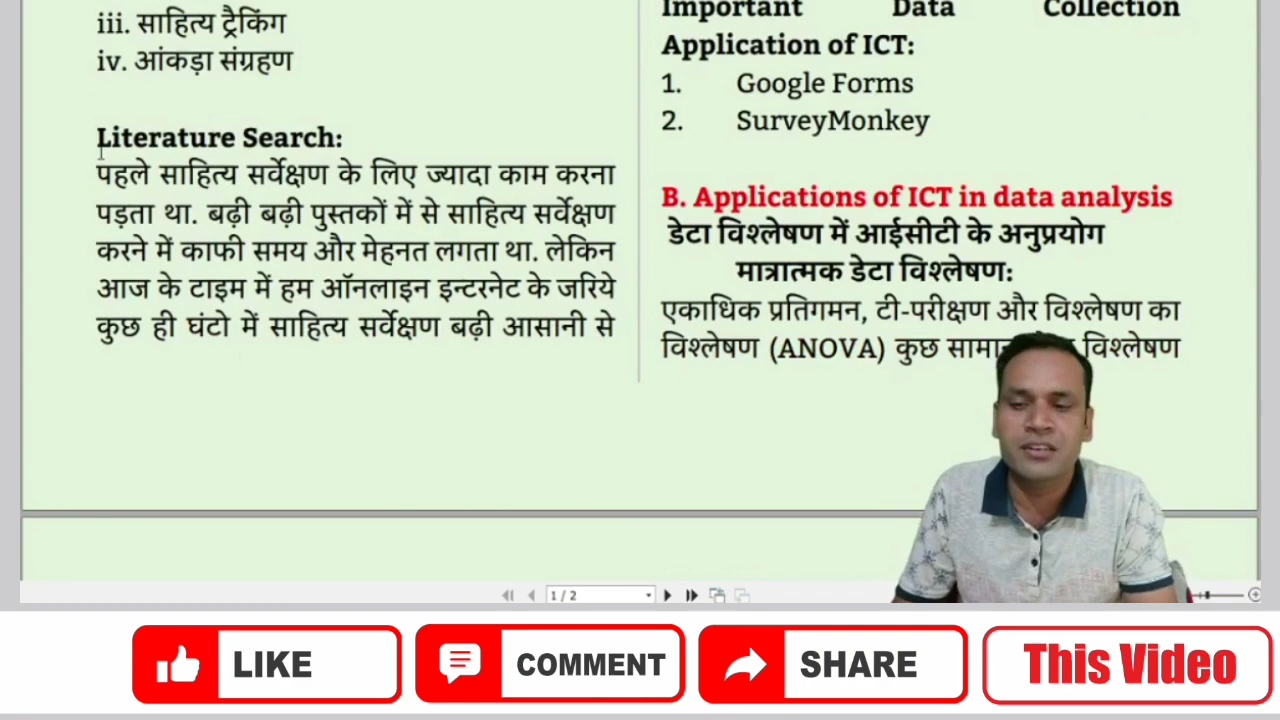 iii. साहित्य ट्रैकिंग
iv. आंकड़ा संग्रहण
Literature Search:
पहले साहित्य सर्वेक्षण के लिए ज्यादा काम करना
पड़ता था. बढ़ी बढ़ी पुस्तकों में से साहित्य सर्वेक्षण
करने में काफी समय और मेहनत लगता था. लेकिन
आज के टाइम में हम ऑनलाइन इन्टरनेट के जरिये
कुछ ही घंटो में साहित्य सर्वेक्षण बढ़ी आसानी से
Important Data Collection
Application of ICT:
1. Google Forms
2. SurveyMonkey
B. Applications of ICT in data analysis
डेटा विश्लेषण में आईसीटी के अनुप्रयोग
मात्रात्मक डेटा विश्लेषण:
एकाधिक प्रतिगमन, टी-परीक्षण और विश्लेषण का
विश्लेषण (ANOVA) कुछ विश्लेषण
1 / 2
LIKE
COMMENT
SHARE
This Video